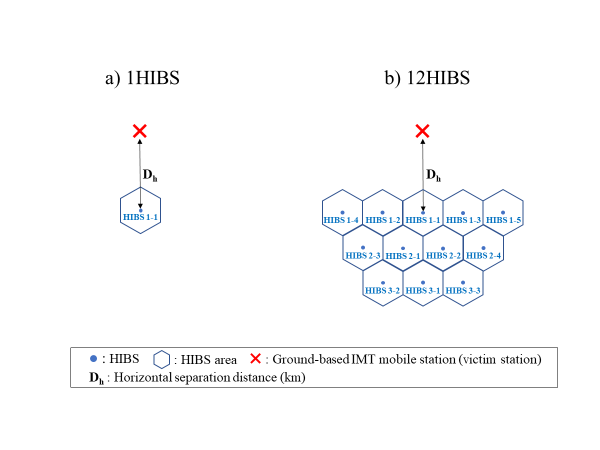 a) 1HIBS
b) 12HIBS
Dh
Dh
HIBS 1-1
HIBS 1-4 HIBS 1-2 HIBS 1-1 HIBS 1-3 HIBS 1-5
HIBS 2-3 HIBS 2-1 HIBS 2-2 HIBS 2-4
HIBS 3-2 HIBS 3-1 HIBS 3-3
: HIBS : HIBS area : Ground-based IMT mobile station (victim station)
Dh : Horizontal separation distance (km)